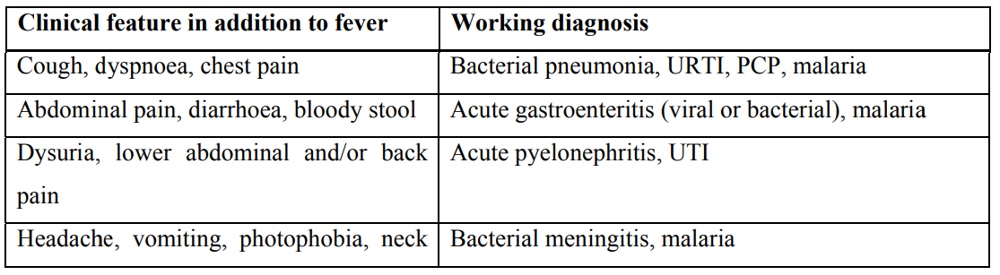 Clinical feature in addition to fever Working diagnosis
Cough, dyspnoea, chest pain Bacterial pneumonia, URTI, PCP, malaria
Abdominal pain, diarrhoea, bloody stool Acute gastroenteritis (viral or bacterial), malaria
Dysuria, lower abdominal and/or back Acute pyelonephritis, UTI
pain
Headache, vomiting, photophobia, neck Bacterial meningitis, malaria